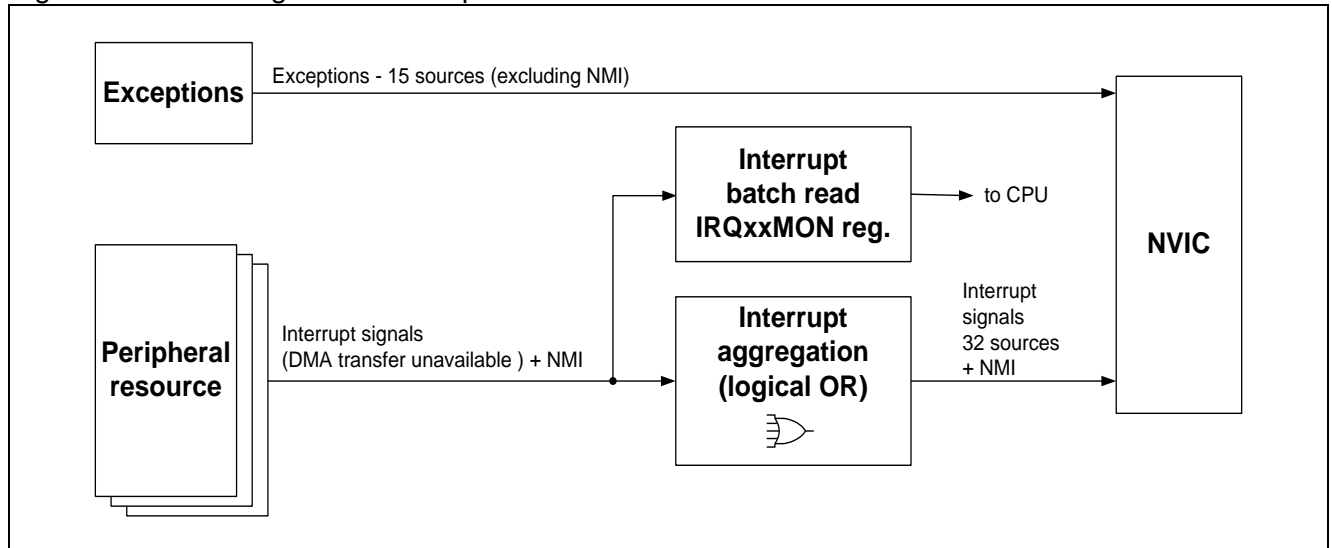 Exceptions
Exceptions - 15 sources (excluding NMI)
Interrupt
batch read
IRQxxMON reg.
to CPU
NVIC
Peripheral
resource
Interrupt signals
(DMA transfer unavailable ) + NMI
Interrupt
aggregation
(logical OR)
Interrupt
signals
32 sources
+ NMI